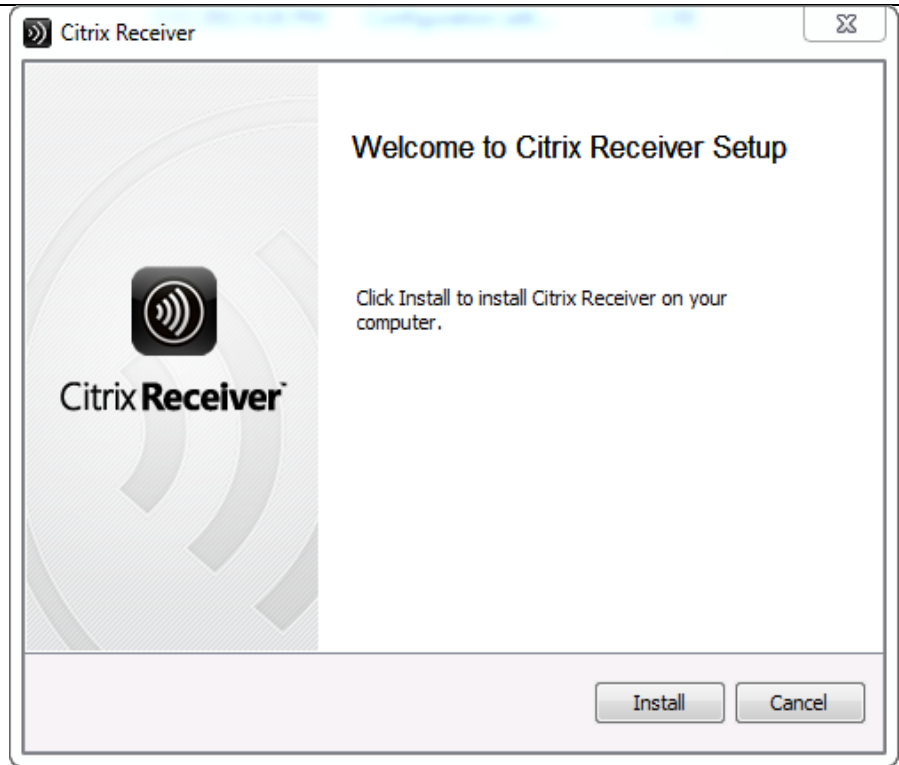 Citrix Receiver
Welcome to Citrix Receiver Setup
Click Install to install Citrix Receiver on your
computer.
Citrix Receiver™
Install
Cancel